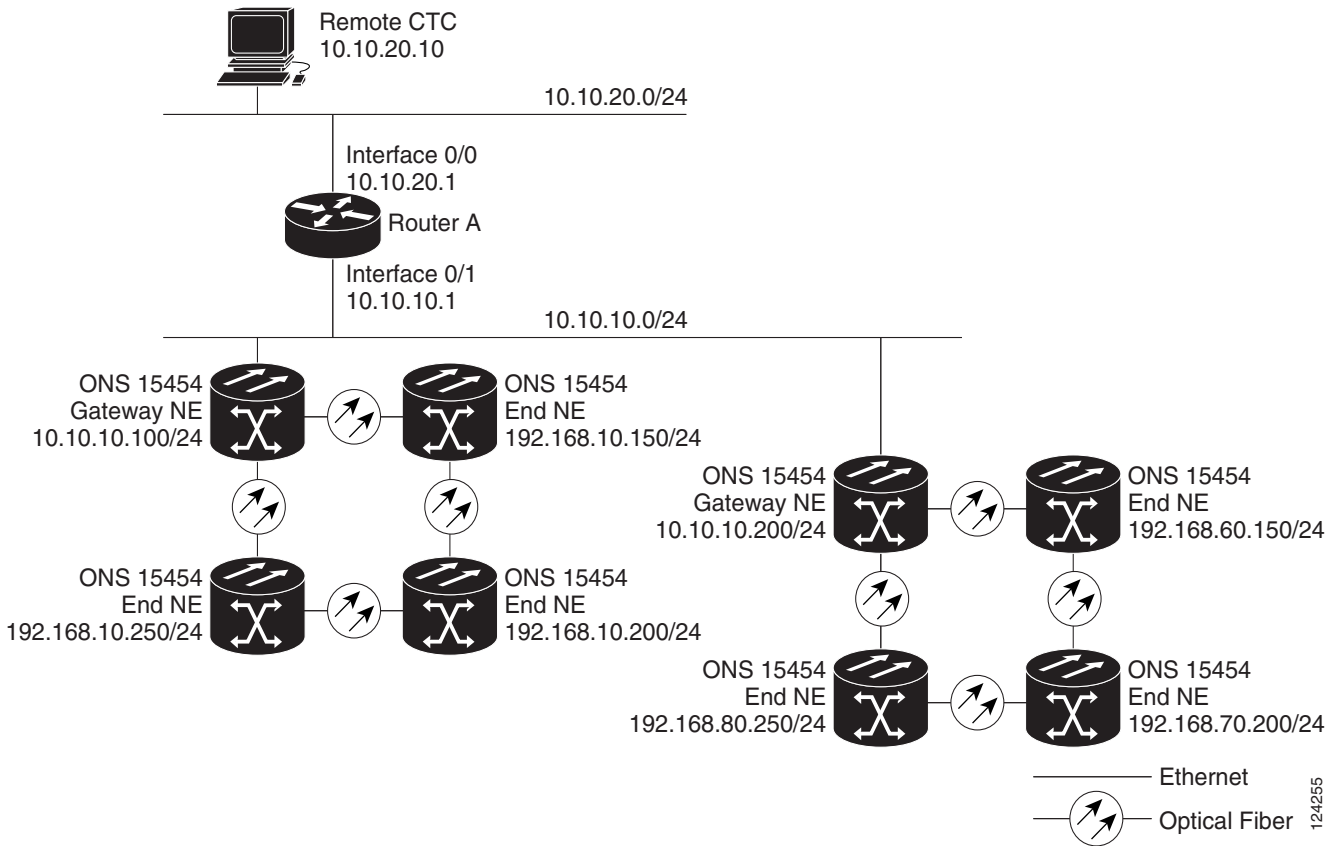 Remote CTC
10.10.20.10
10.10.20.0/24
Interface 0/0
10.10.20.1
Router A
Interface 0/1
10.10.10.1
10.10.10.0/24
ONS 15454
Gateway NE
10.10.10.100/24
ONS 15454
End NE
192.168.10.150/24
ONS 15454
Gateway NE
10.10.10.200/24
ONS 15454
End NE
192.168.60.150/24
ONS 15454
End NE
192.168.10.250/24
ONS 15454
End NE
192.168.10.200/24
ONS 15454
End NE
192.168.80.250/24
ONS 15454
End NE
192.168.70.200/24
Ethernet
Optical Fiber
124255